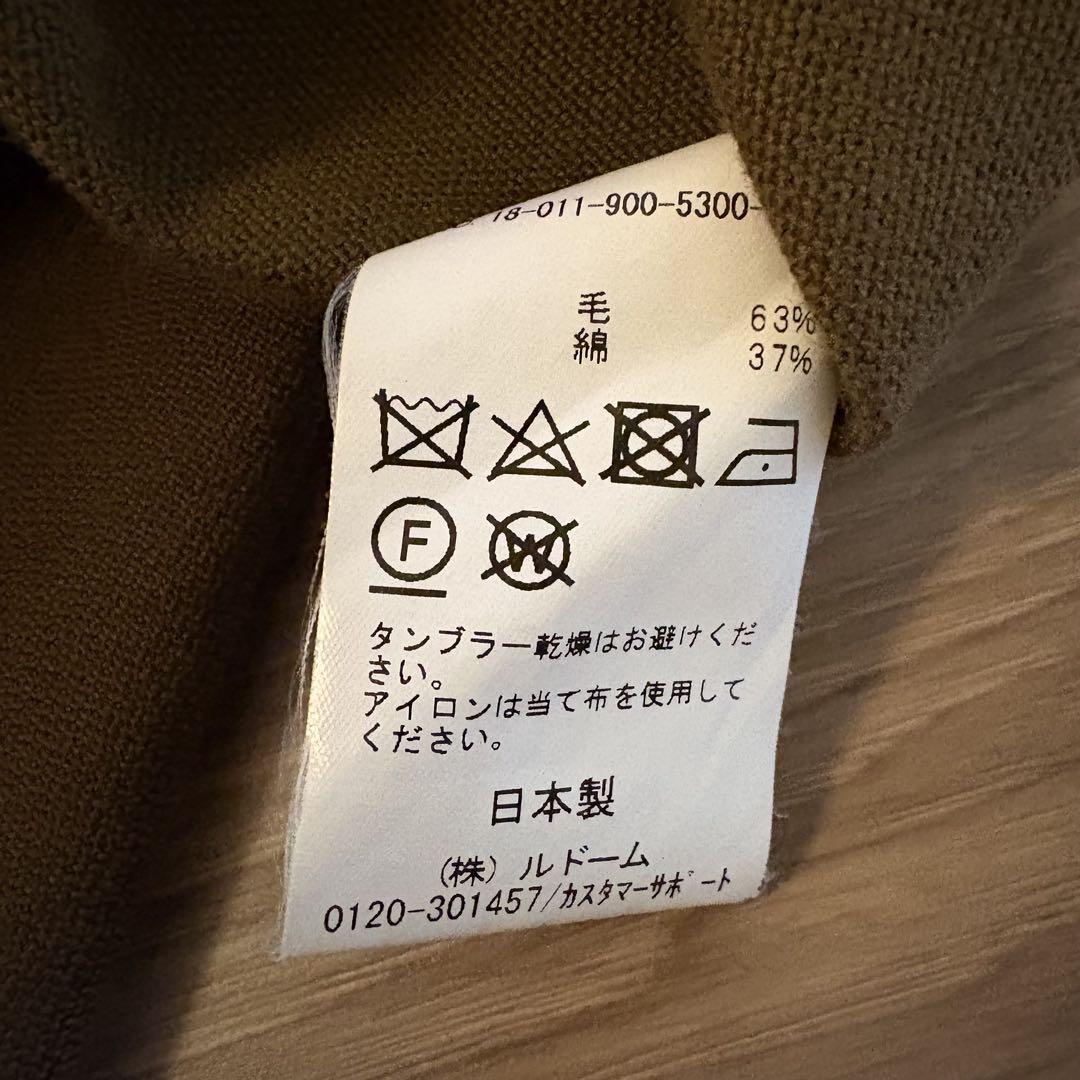 18-011-900-5300-
毛 63%
綿 37%
F
W
タンブラー乾燥はお避けくだ
さい。
アイロンは当て布を使用して
ください。
日本製
(株)ルドーム
0120-301457/カスタマーサポート